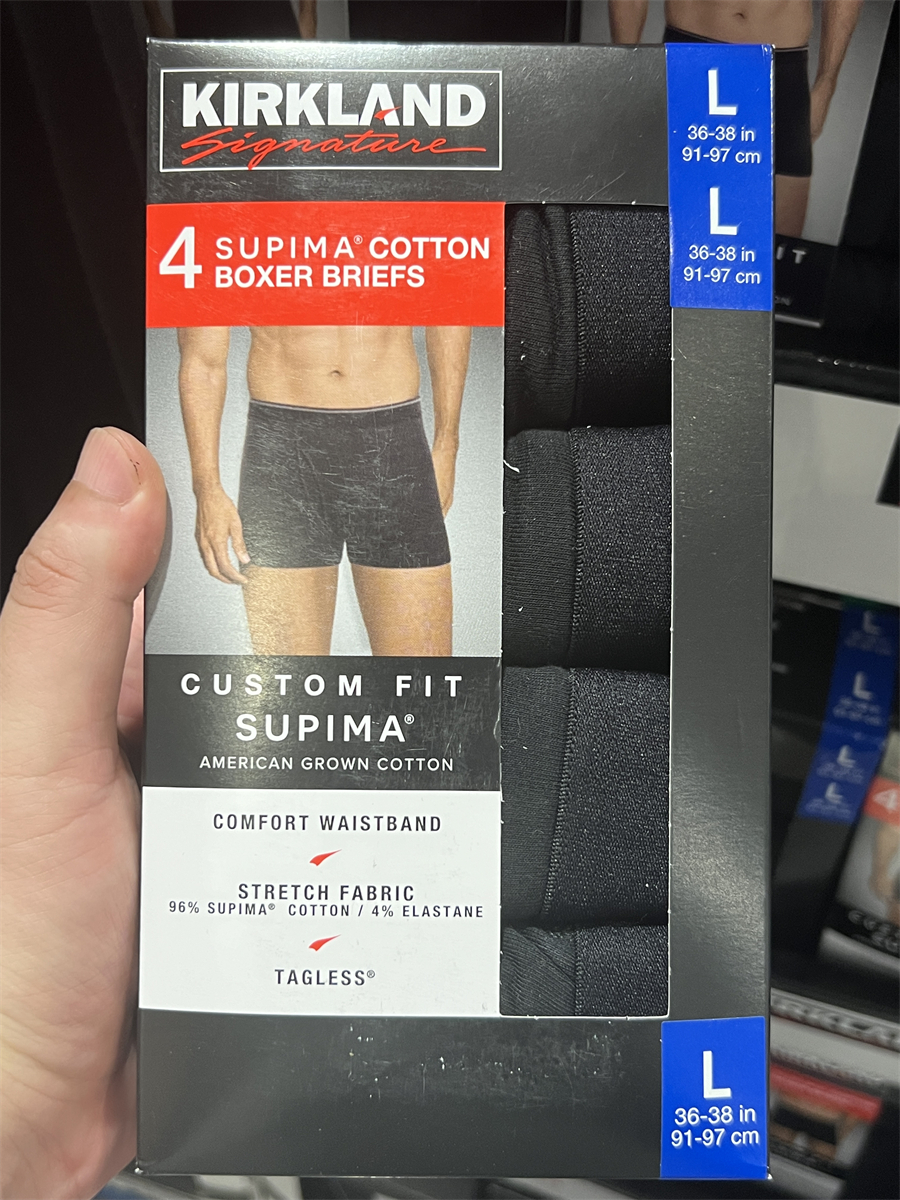 KIRKLAND
Signature
4 SUPIMA® COTTON
BOXER BRIEFS
CUSTOM FIT
SUPIMA®
AMERICAN GROWN COTTON
COMFORT WAISTBAND
STRETCH FABRIC
96% SUPIMA® COTTON / 4% ELASTANE
TAGLESS®
L
36-38 in
91-97 cm
L
36-38 in
91-97 cm
L
36-38 in
91-97 cm
L
L
L
L
4